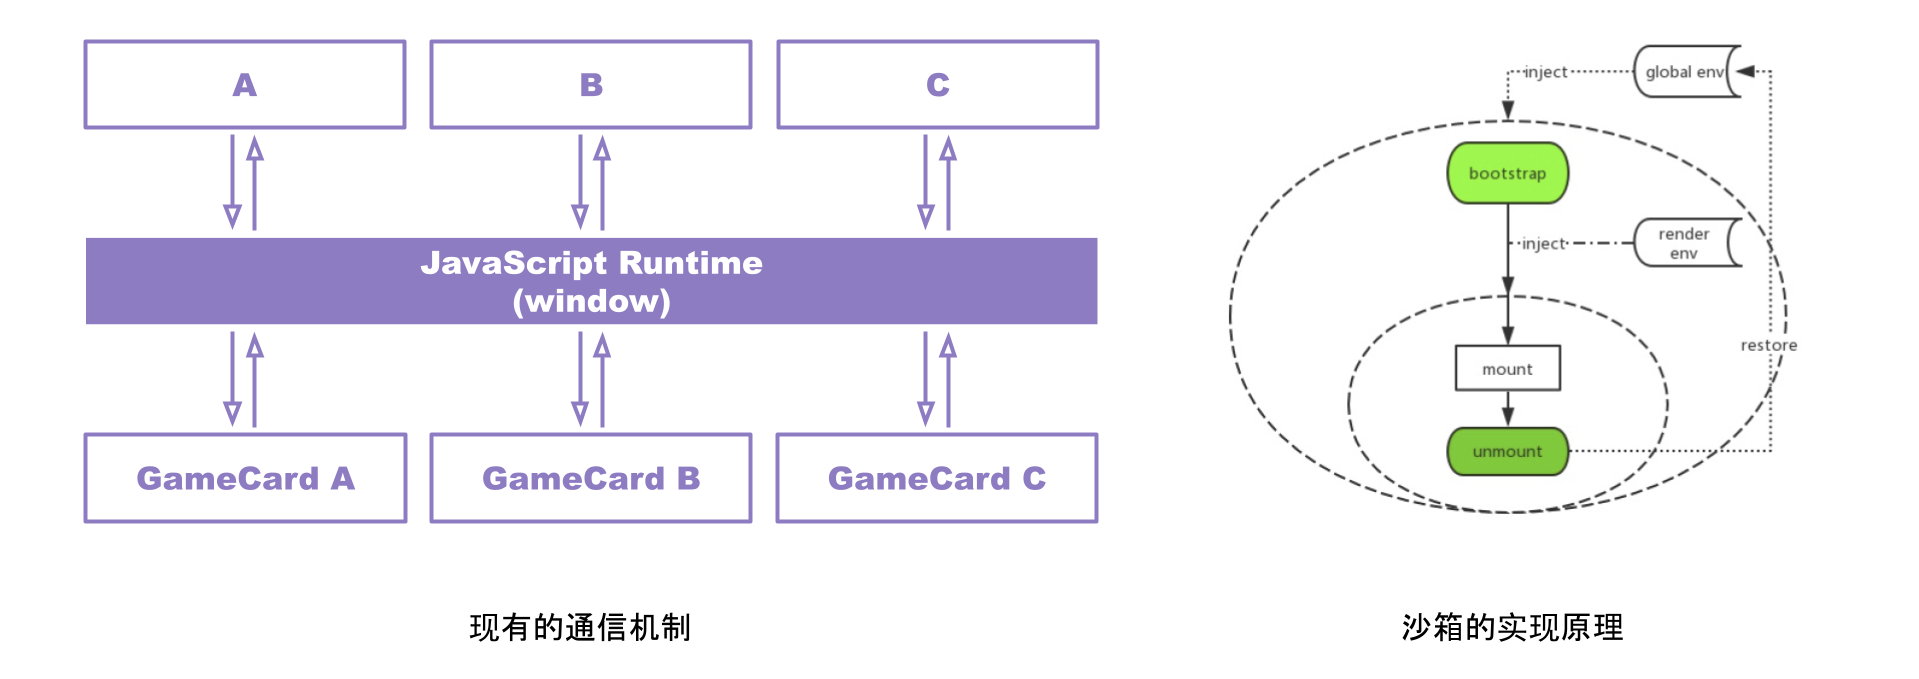 A
B
C
JavaScript Runtime
(window)
GameCard A
GameCard B
GameCard C
现有的通信机制
inject
global env
bootstrap
inject
render
env
restore
mount
unmount
沙箱的实现原理